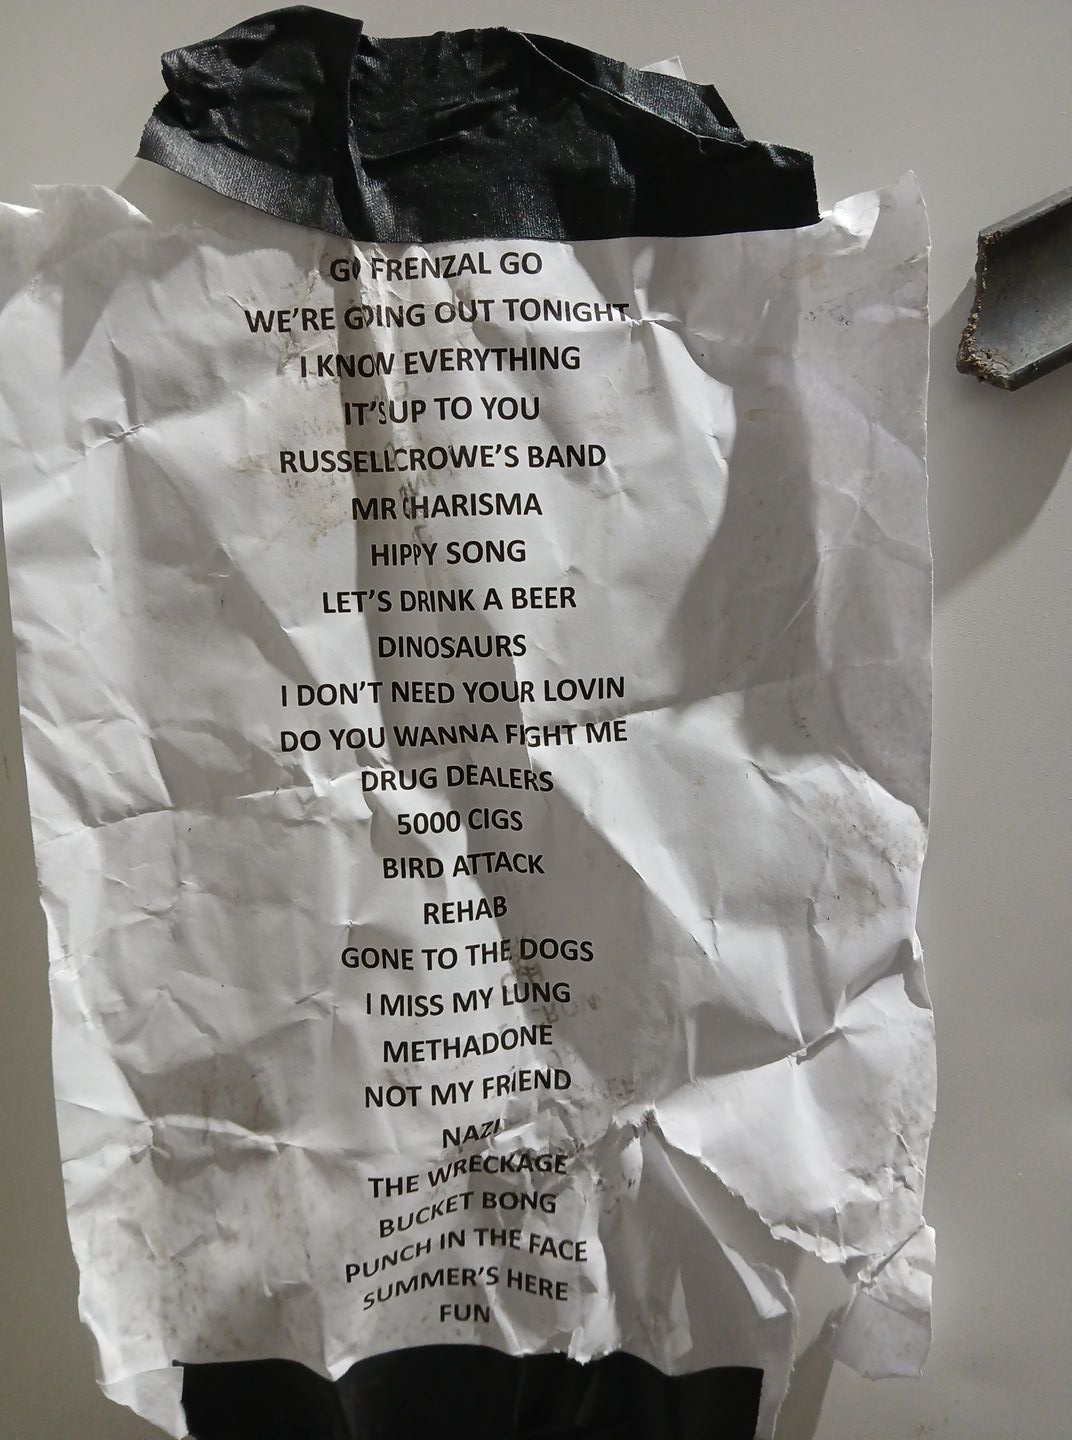 GO FRENZAL GO
WE'RE GOING OUT TONIGHT
I KNOW EVERYTHING
IT'S UP TO YOU
RUSSELL CROWE'S BAND
MR CHARISMA
HIPPY SONG
LET'S DRINK A BEER
DINOSAURS
I DON'T NEED YOUR LOVIN
DO YOU WANNA FIGHT ME
DRUG DEALERS
5000 CIGS
BIRD ATTACK
REHAB
GONE TO THE DOGS
I MISS MY LUNG
METHADONE
NOT MY FRIEND
NAZI
THE WRECKAGE
BUCKET BONG
PUNCH IN THE FACE
SUMMER'S HERE
FUN